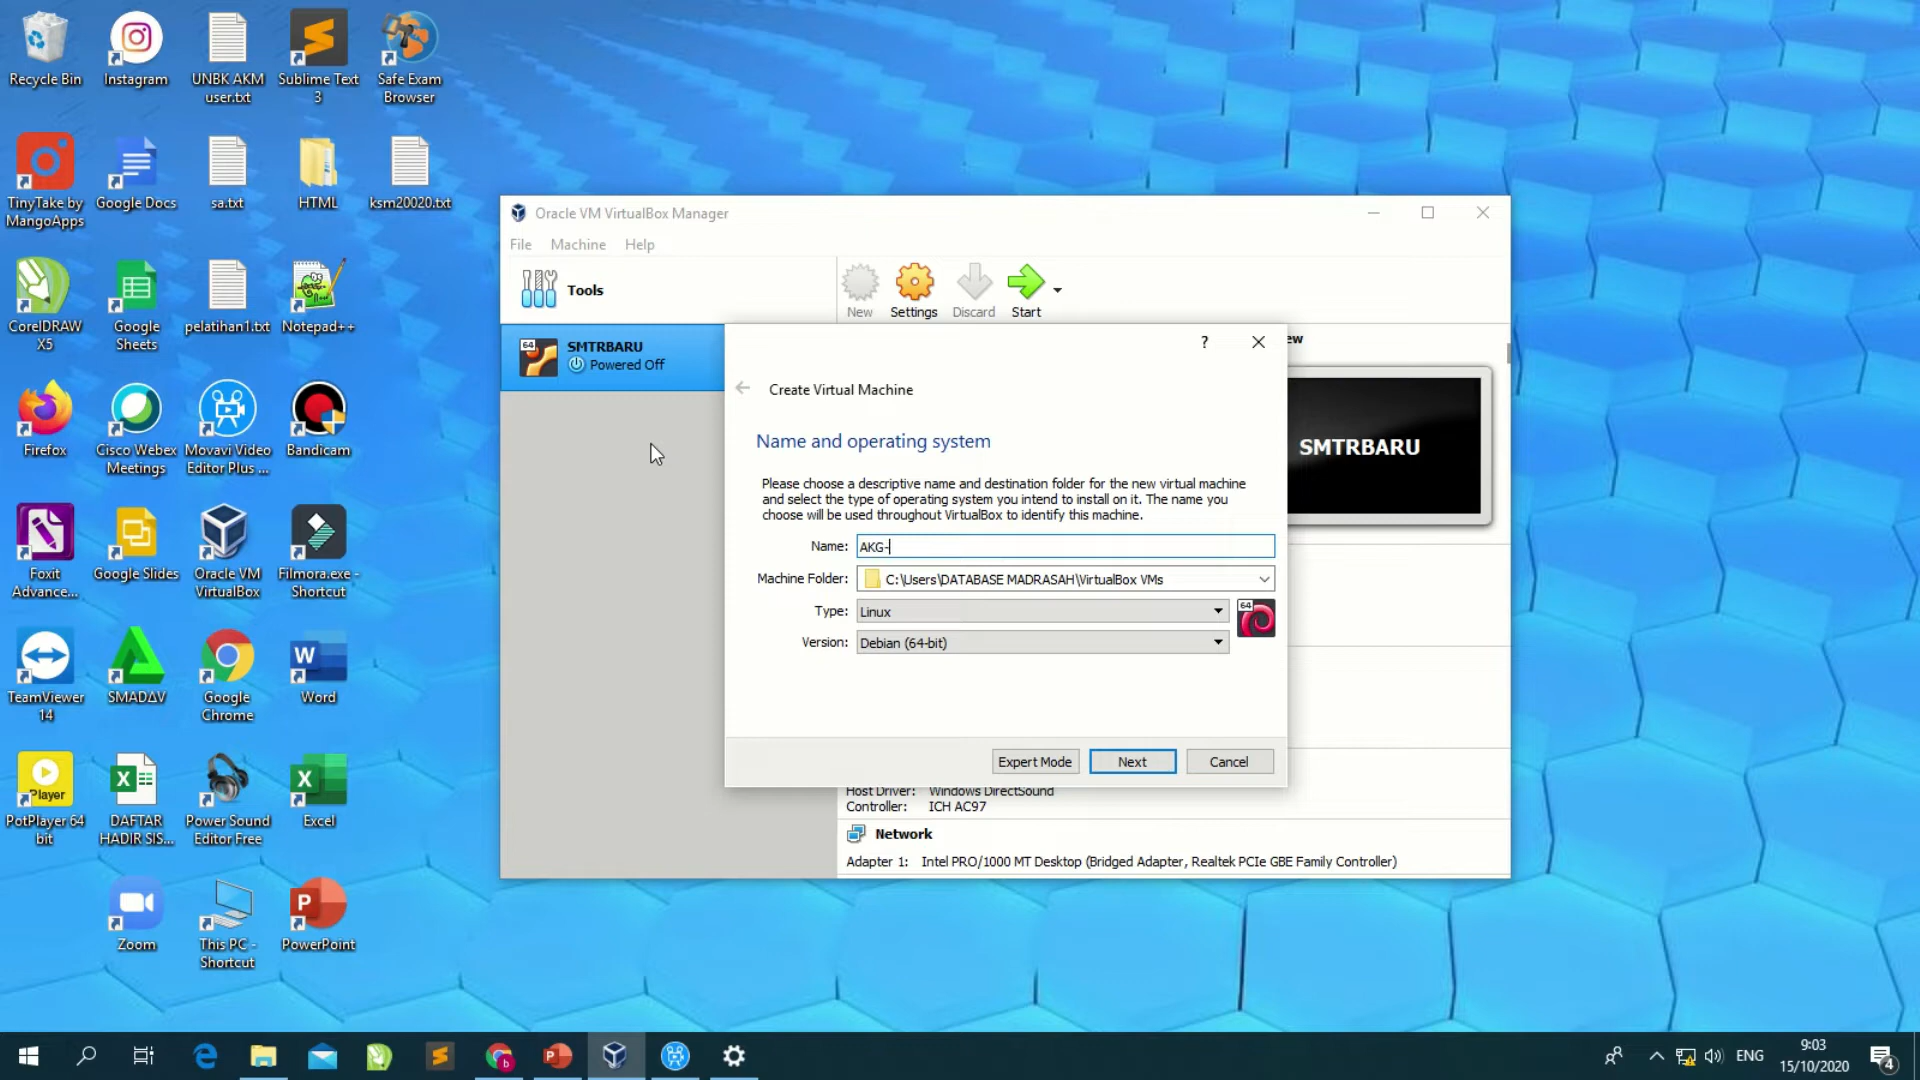 Recycle Bin
Instagram
UNBK AKM
user.txt
Sublime Text
3
Safe Exam
Browser
TinyTake by
MangoApps
Google Docs
sa.txt
HTML
ksm20020.txt
CorelDRAW
X5
Google
Sheets
pelatihan1.txt
Notepad++
Firefox
Cisco Webex
Meetings
Movavi Video
Editor Plus ...
Bandicam
Foxit
Advance...
Google Slides
Oracle VM
VirtualBox
Filmora.exe -
Shortcut
TeamViewer
14
SMADAV
Google
Chrome
Word
Player
PotPlayer 64
bit
DAFTAR
HADIR SIS...
Power Sound
Editor Free
Excel
Zoom
This PC -
Shortcut
PowerPoint
Oracle VM VirtualBox Manager
File Machine Help
Tools
New Settings Discard Start
64
SMTRBARU
Powered Off
ew
SMTRBARU
?
Create Virtual Machine
Name and operating system
Please choose a descriptive name and destination folder for the new virtual machine
and select the type of operating system you intend to install on it. The name you
choose will be used throughout VirtualBox to identify this machine.
Name: AKG-
Machine Folder: C:\Users\DATABASE MADRASAH\VirtualBox VMs
Type: Linux
64
Version: Debian (64-bit)
Expert Mode Next Cancel
Host Driver: Windows DirectSound
Controller: ICH AC97
Network
Adapter 1: Intel PRO/1000 MT Desktop (Bridged Adapter, Realtek PCIe GBE Family Controller)
ENG
9:03
15/10/2020
4